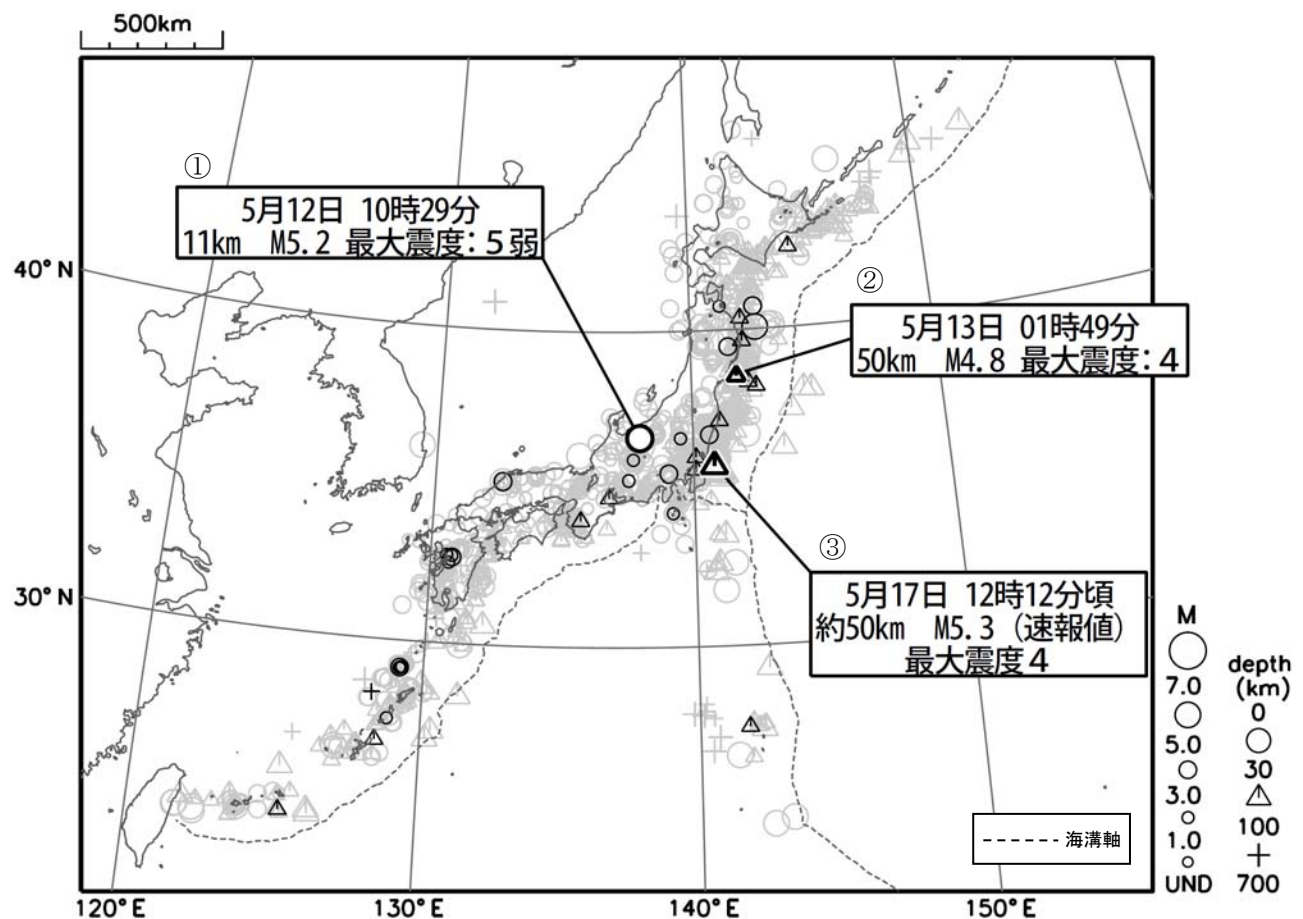 500km
①
5月12日 10時29分
11km M5.2 最大震度:5弱
40°N
②
5月13日 01時49分
50km M4.8 最大震度:4
③
5月17日 12時12分頃
約50km M5.3(速報値)
最大震度4
30°N
M
7.0
5.0
3.0
1.0
UND
depth
(km)
0
30
100
700
海溝軸
120°E
130°E
140°E
150°E